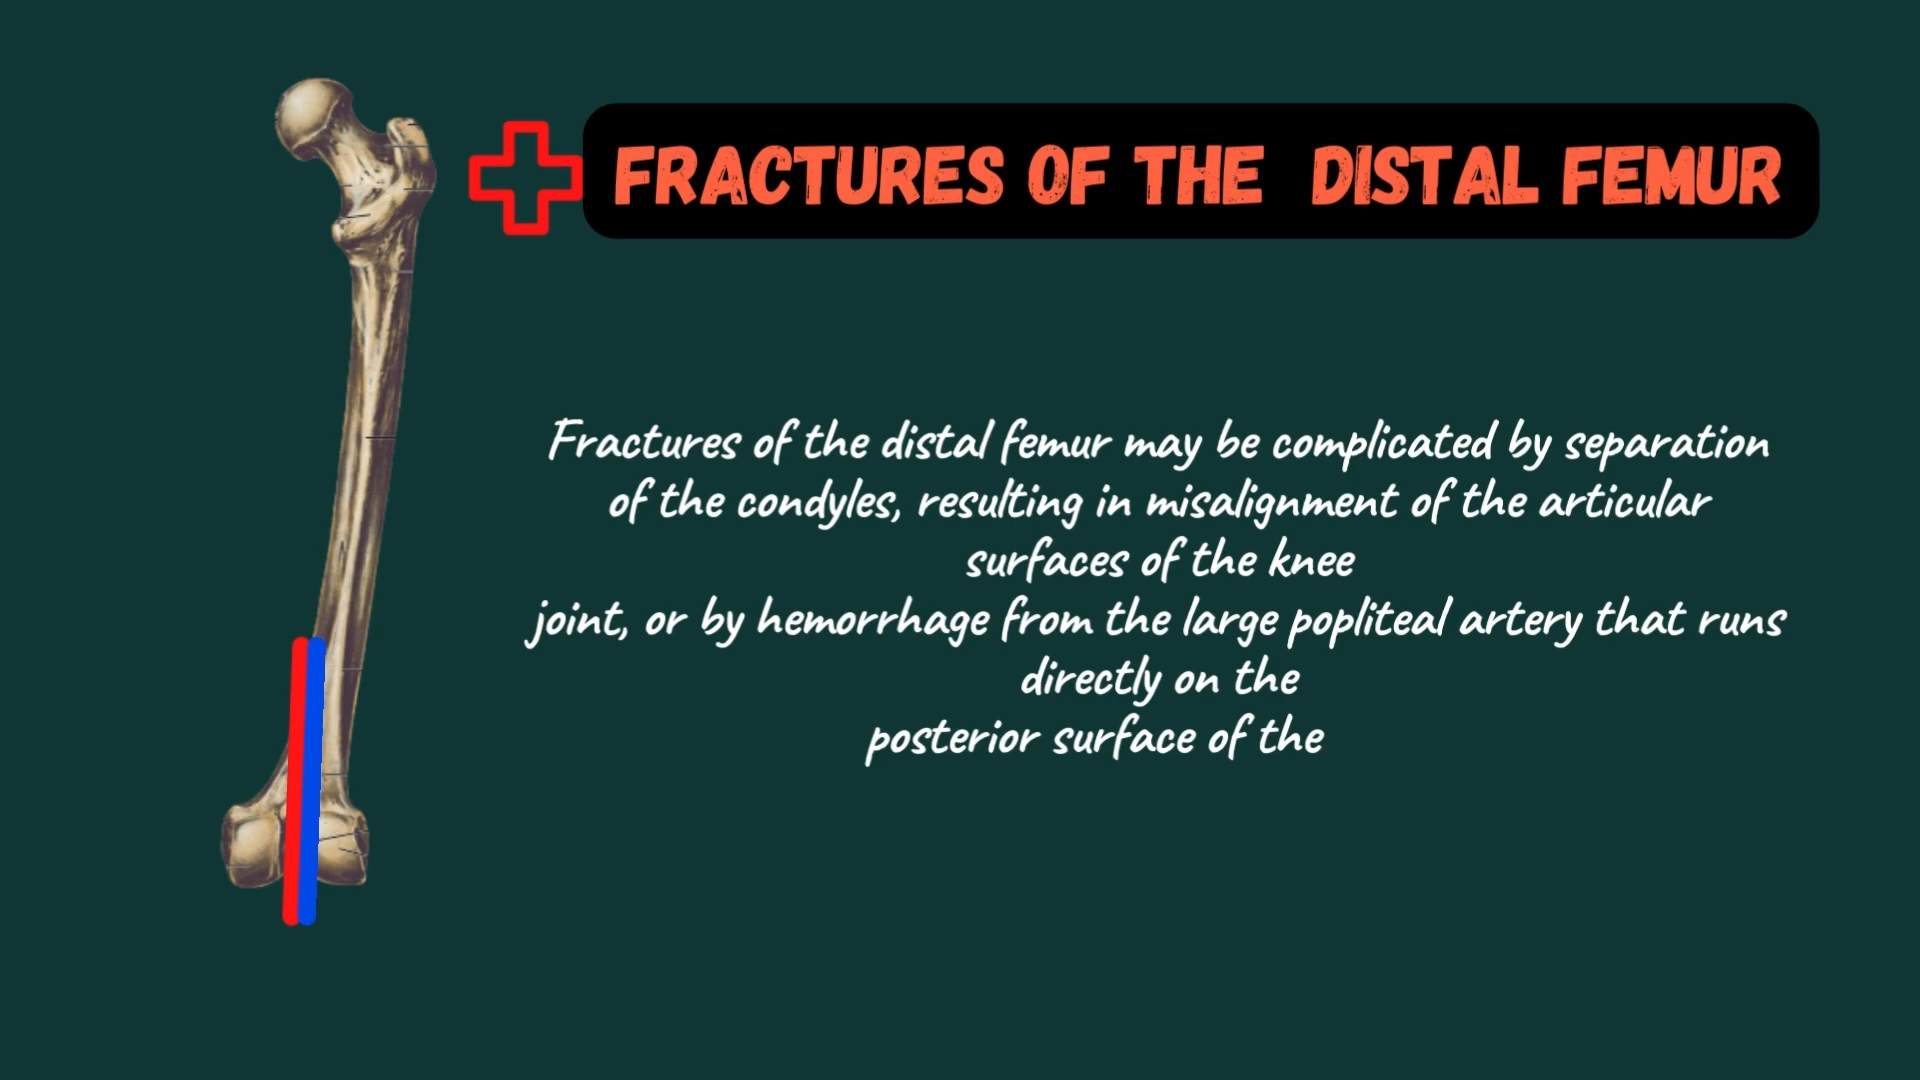 FRACTURES OF THE DISTAL FEMUR
Fractures of the distal femur may be complicated by separation
of the condyles, resulting in misalignment of the articular
surfaces of the knee
joint, or by hemorrhage from the large popliteal artery that runs
directly on the
posterior surface of the